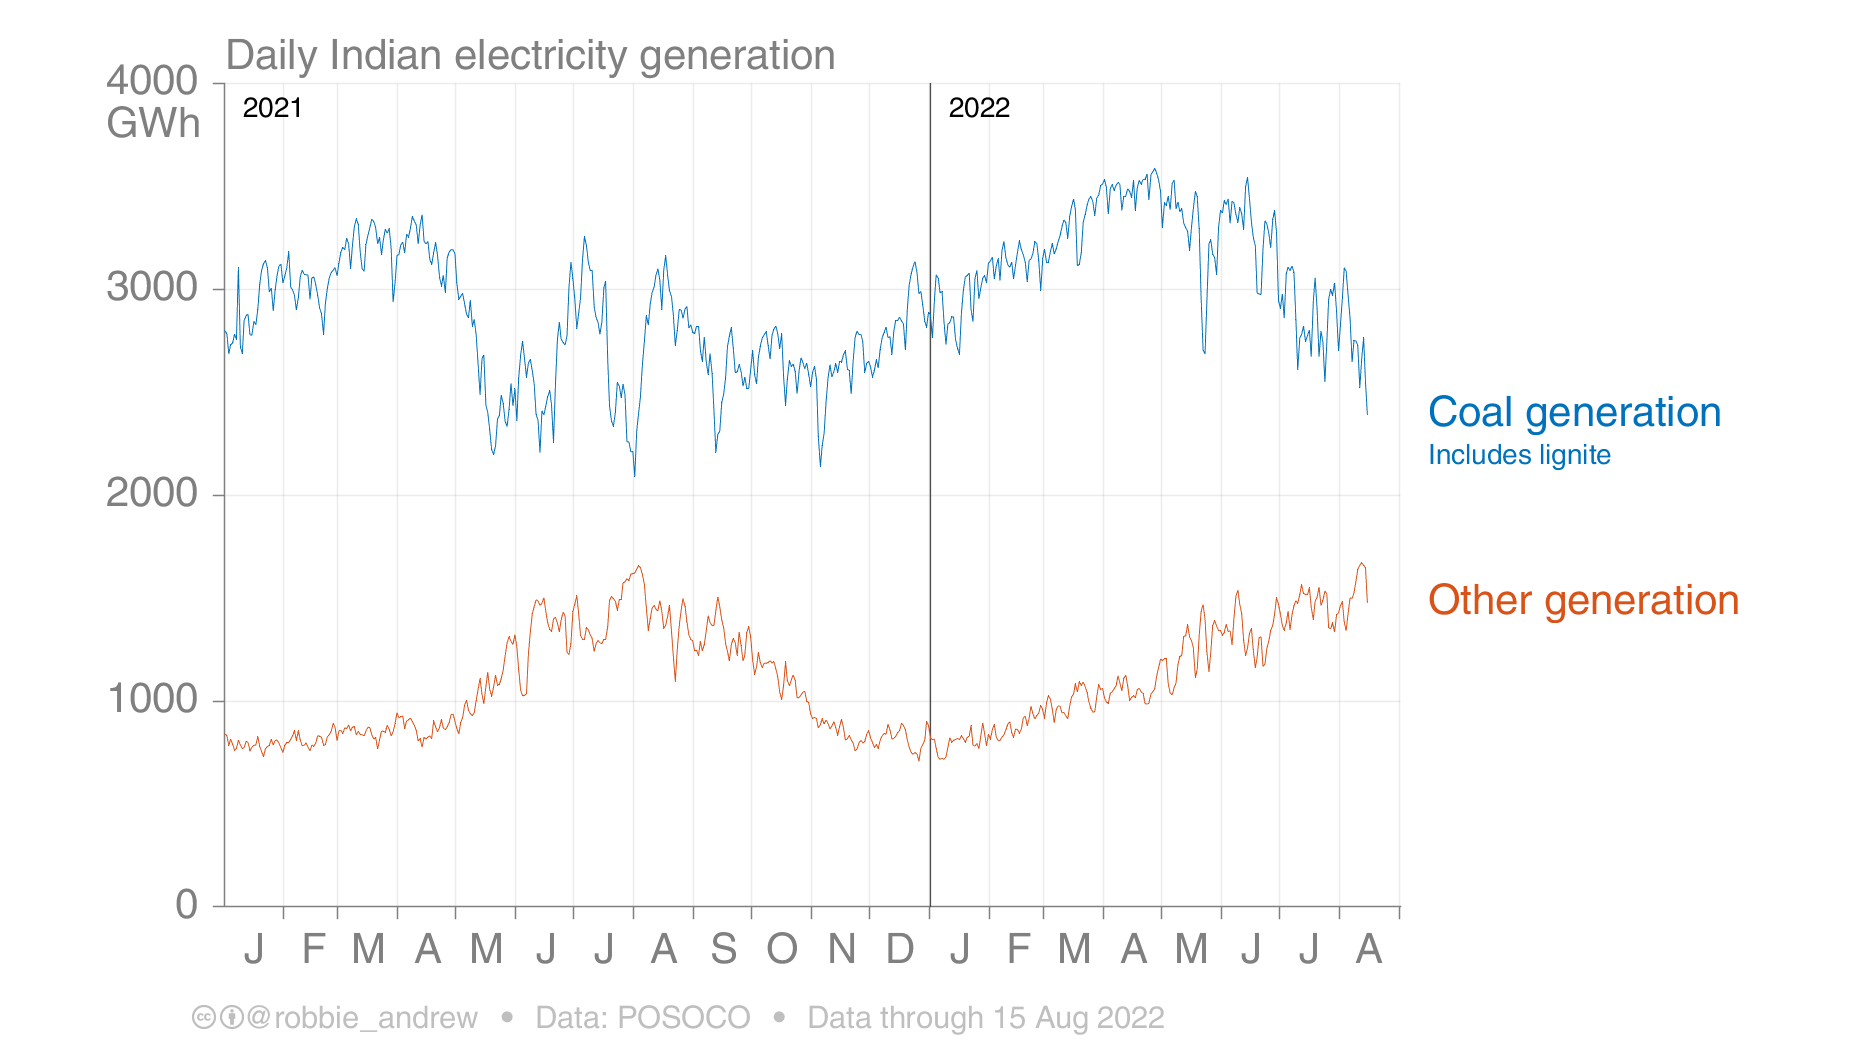 Daily Indian electricity generation
4000
GWh
2021
2022
3000
2000
1000
0
Coal generation
Includes lignite
Other generation
J F M A M J J A S O N D J F M A M J J A
cc @robbie_andrew • Data: POSOCO • Data through 15 Aug 2022